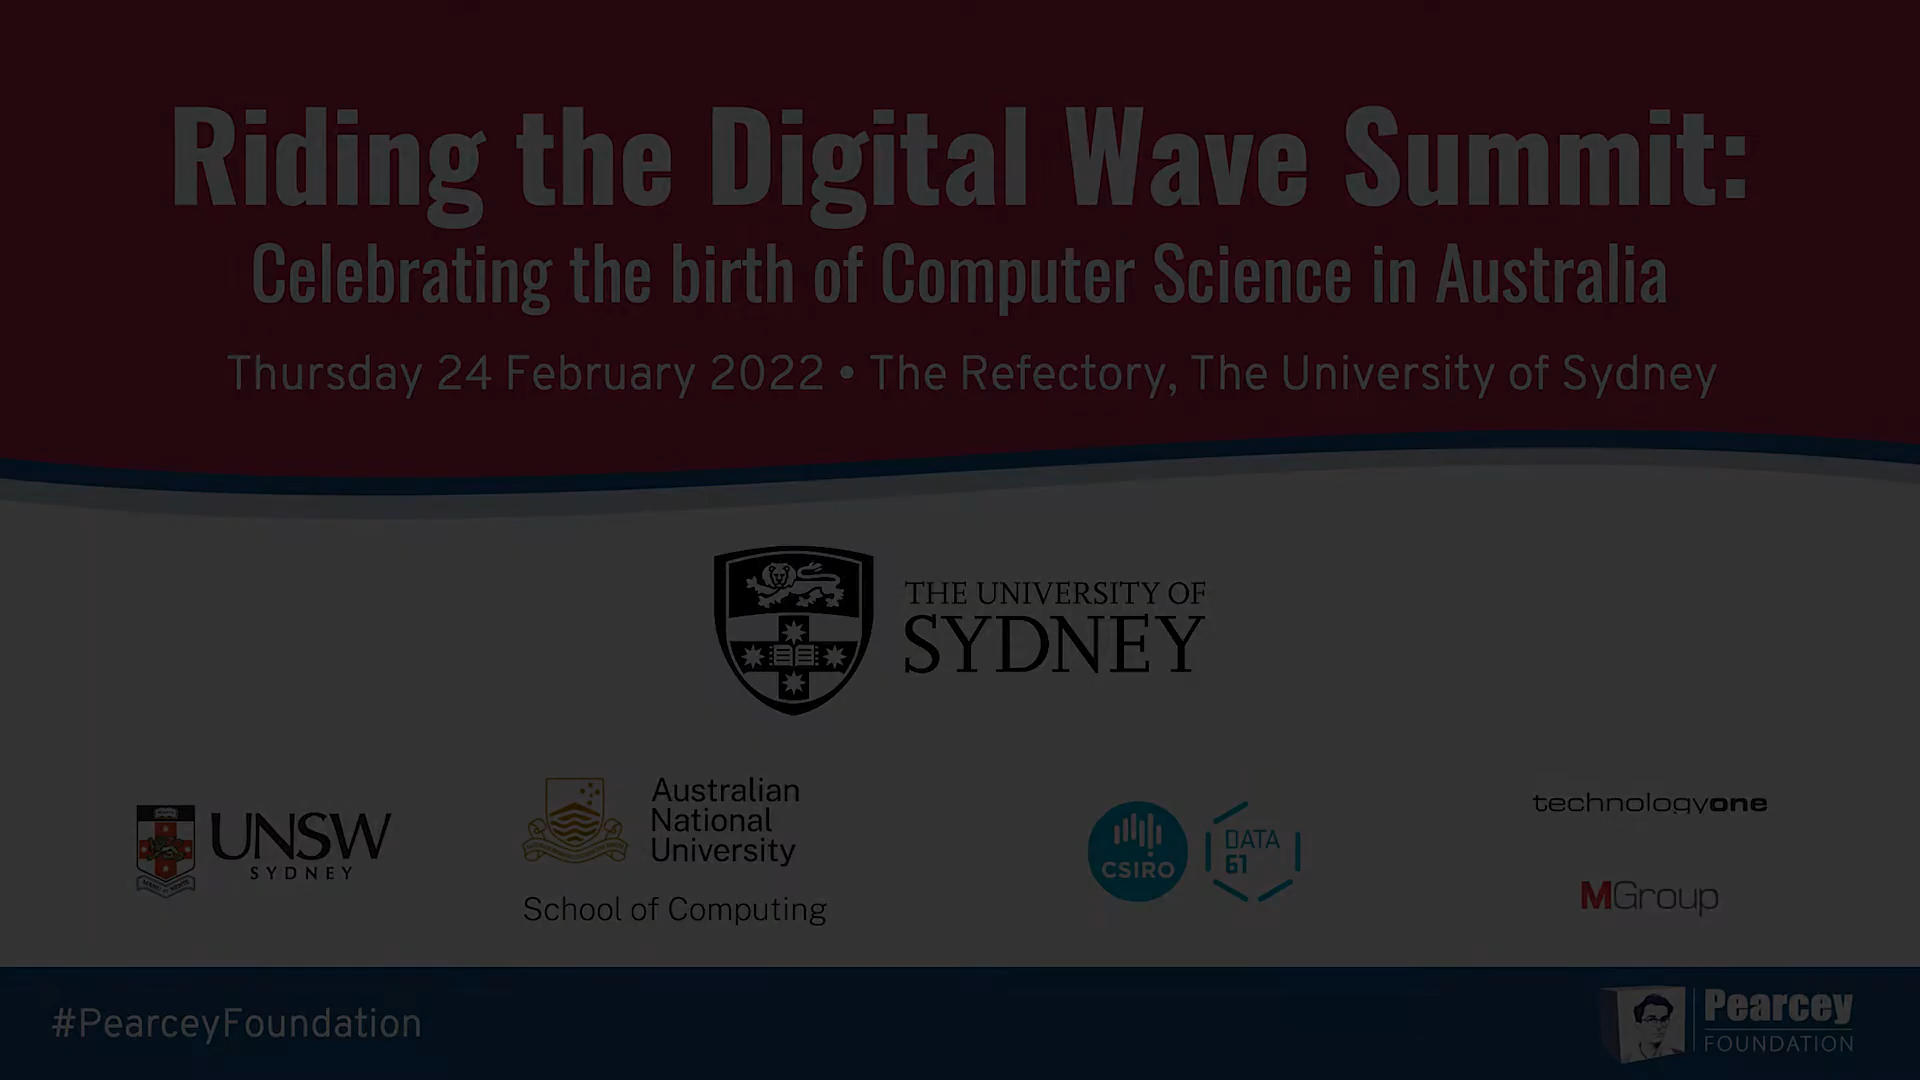 Riding the Digital Wave Summit:
Celebrating the birth of Computer Science in Australia
Thursday 24 February 2022 • The Refectory, The University of Sydney
THE UNIVERSITY OF
SYDNEY
UNSW
SYDNEY
Australian
National
University
School of Computing
CSIRO
DATA
61
technologyone
MGroup
#PearceyFoundation
Pearcey
FOUNDATION